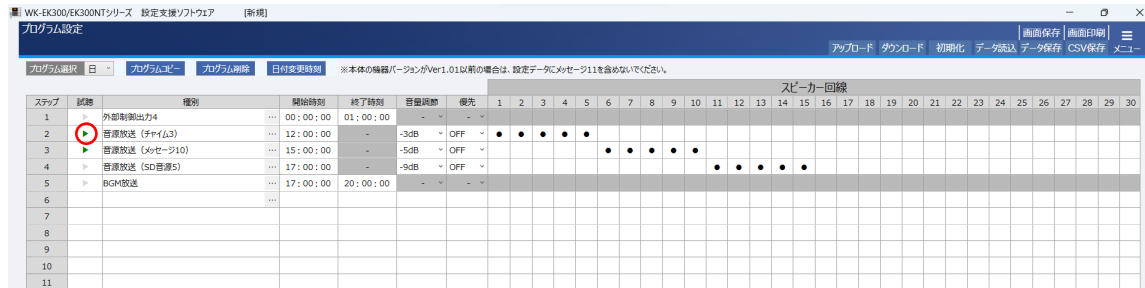 WK-EK300/EK300NTシリーズ 設定支援ソフトウェア [新規]
プログラム設定
画面保存 画面印刷
アップロード ダウンロード 初期化 データ読込 データ保存 CSV保存 メニュー
プログラム選択 日 プログラムコピー プログラム削除 日付変更時刻 ※本体の機器バージョンがVer1.01以前の場合は、設定データにメッセージ11を含めないでください。
スピーカー回線
ステップ 試聴 種別 開始時刻 終了時刻 音量調節 優先 1 2 3 4 5 6 7 8 9 10 11 12 13 14 15 16 17 18 19 20 21 22 23 24 25 26 27 28 29 30
1 外部制御出力4 … 00:00:00 01:00:00 - -
2 音源放送（チャイム3） … 12:00:00 - -3dB OFF ● ● ● ● ●
3 音源放送（メッセージ10） … 15:00:00 - -5dB OFF ● ● ● ● ●
4 音源放送（SD音源5） … 17:00:00 - -9dB OFF ● ● ● ● ●
5 BGM放送 … 17:00:00 20:00:00 - -
6 …
7
8
9
10
11